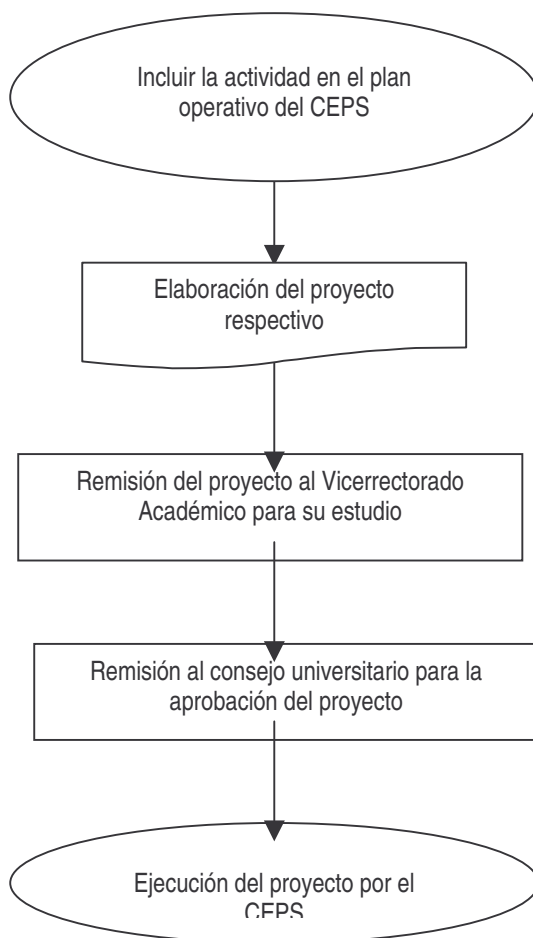 Incluir la actividad en el plan
operativo del CEPS
Elaboración del proyecto
respectivo
Remisión del proyecto al Vicerrectorado
Académico para su estudio
Remisión al consejo universitario para la
aprobación del proyecto
Ejecución del proyecto por el
CEPS